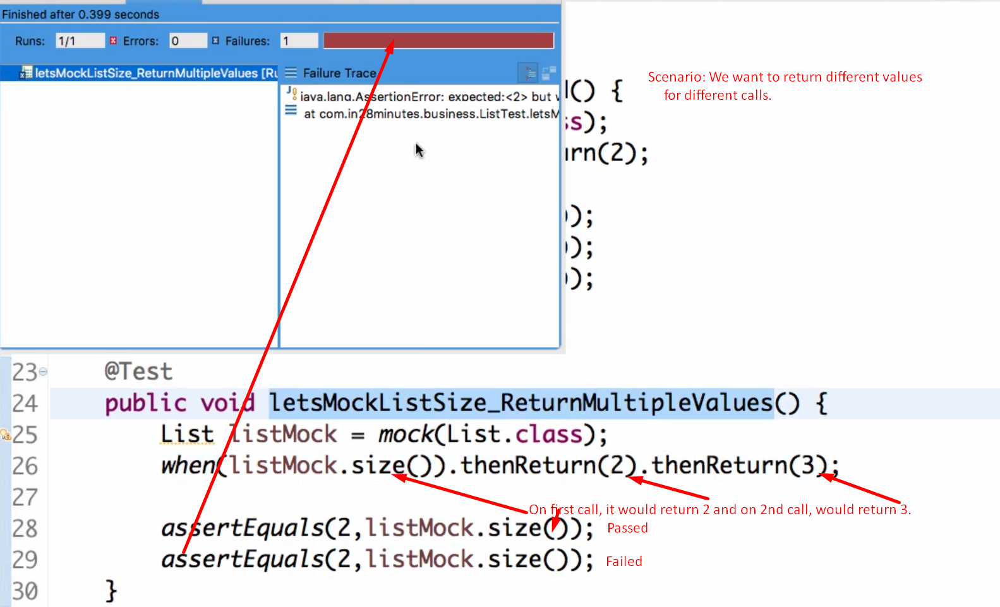 Finished after 0.399 seconds
Runs: 1/1 Errors: 0 Failures: 1
letsMockListSize_ReturnMultipleValues
Failure Trace
java.lang.AssertionError: expected:<2> but
at com.in28minutes.business.ListTest.letsM
Scenario: We want to return different values
for different calls.
() {
s);
rn(2);
);
);
);
23 @Test
24 public void letsMockListSize_ReturnMultipleValues() {
25 List listMock = mock(List.class);
26 when(listMock.size()).thenReturn(2).thenReturn(3);
27
On first call, it would return 2 and on 2nd call, would return 3.
28 assertEquals(2,listMock.size()); Passed
29 assertEquals(2,listMock.size()); Failed
30 }